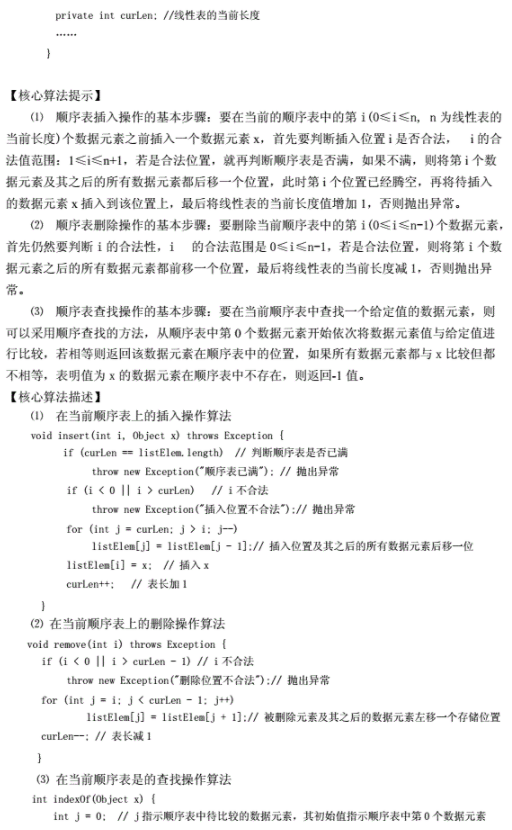 private int curLen; //线性表的当前长度
……
}
【核心算法提示】
⑴ 顺序表插入操作的基本步骤：要在当前的顺序表中的第 i(0≤i≤n, n 为线性表的
当前长度)个数据元素之前插入一个数据元素 x，首先要判断插入位置 i 是否合法， i 的合
法值范围：1≤i≤n+1，若是合法位置，就再判断顺序表是否满，如果不满，则将第 i 个数
据元素及其之后的所有数据元素都后移一个位置，此时第 i 个位置已经腾空，再将待插入
的数据元素 x 插入到该位置上，最后将线性表的当前长度值增加 1，否则抛出异常。
⑵ 顺序表删除操作的基本步骤：要删除当前顺序表中的第 i(0≤i≤n-1)个数据元素，
首先仍然要判断 i 的合法性，i 的合法范围是 0≤i≤n-1，若是合法位置，则将第 i 个数
据元素之后的所有数据元素都前移一个位置，最后将线性表的当前长度减 1，否则抛出异
常。
⑶ 顺序表查找操作的基本步骤：要在当前顺序表中查找一个给定值的数据元素，则
可以采用顺序查找的方法，从顺序表中第 0 个数据元素开始依次将数据元素值与给定值进
行比较，若相等则返回该数据元素在顺序表中的位置，如果所有数据元素都与 x 比较但都
不相等，表明值为 x 的数据元素在顺序表中不存在，则返回-1 值。
【核心算法描述】
⑴ 在当前顺序表上的插入操作算法
void insert(int i, Object x) throws Exception {
if (curLen == listElem.length) // 判断顺序表是否已满
throw new Exception("顺序表已满"); // 抛出异常
if (i < 0 || i > curLen) // i 不合法
throw new Exception("插入位置不合法");// 抛出异常
for (int j = curLen; j > i; j--)
listElem[j] = listElem[j - 1];// 插入位置及其之后的所有数据元素后移一位
listElem[i] = x; // 插入 x
curLen++; // 表长加 1
}
⑵ 在当前顺序表上的删除操作算法
void remove(int i) throws Exception {
if (i < 0 || i > curLen - 1) // i 不合法
throw new Exception("删除位置不合法");// 抛出异常
for (int j = i; j < curLen - 1; j++)
listElem[j] = listElem[j + 1];// 被删除元素及其之后的数据元素左移一个存储位置
curLen--; // 表长减 1
}
⑶ 在当前顺序表是的查找操作算法
int indexOf(Object x) {
int j = 0; // j 指示顺序表中待比较的数据元素，其初始值指示顺序表中第 0 个数据元素